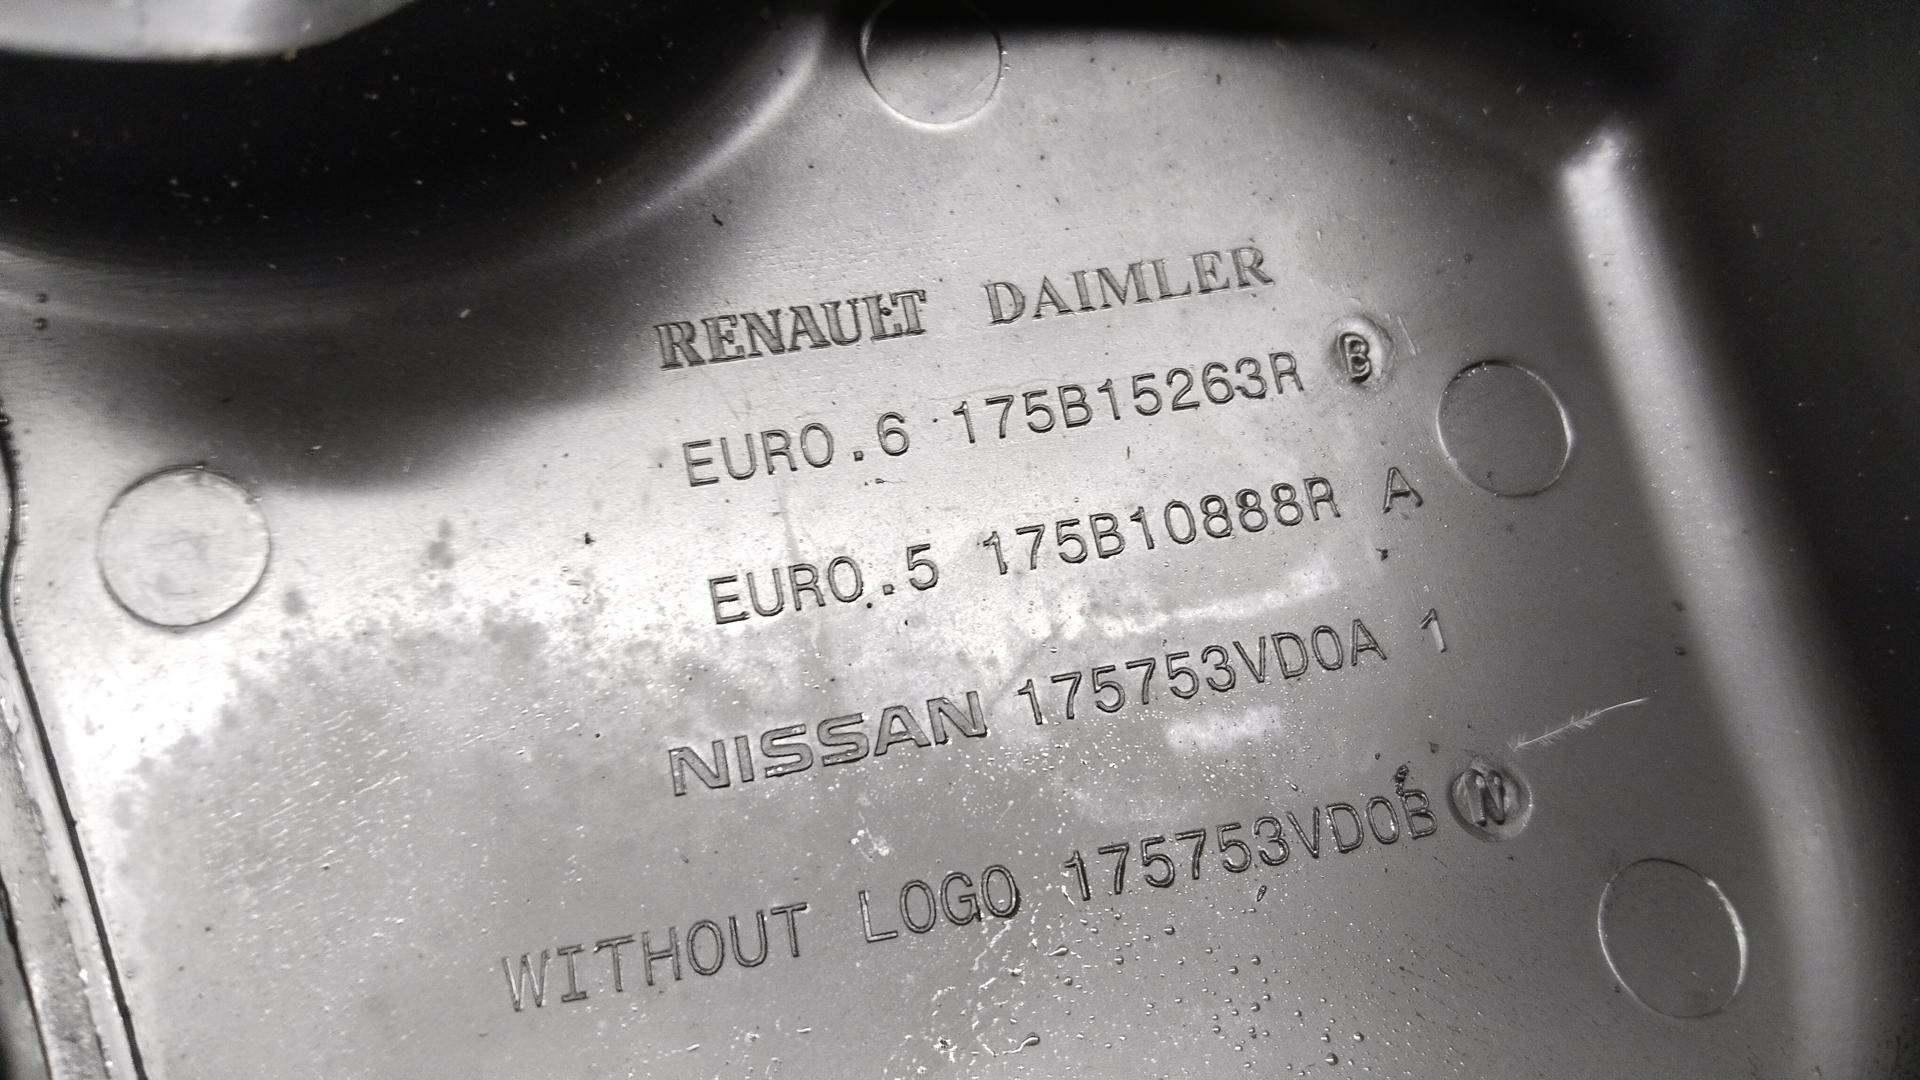 RENAULT DAIMLER
EURO.6 175B15263R B
EURO.5 175B10888R A
NISSAN 175753VD0A 1
WITHOUT LOGO 175753VD0B N